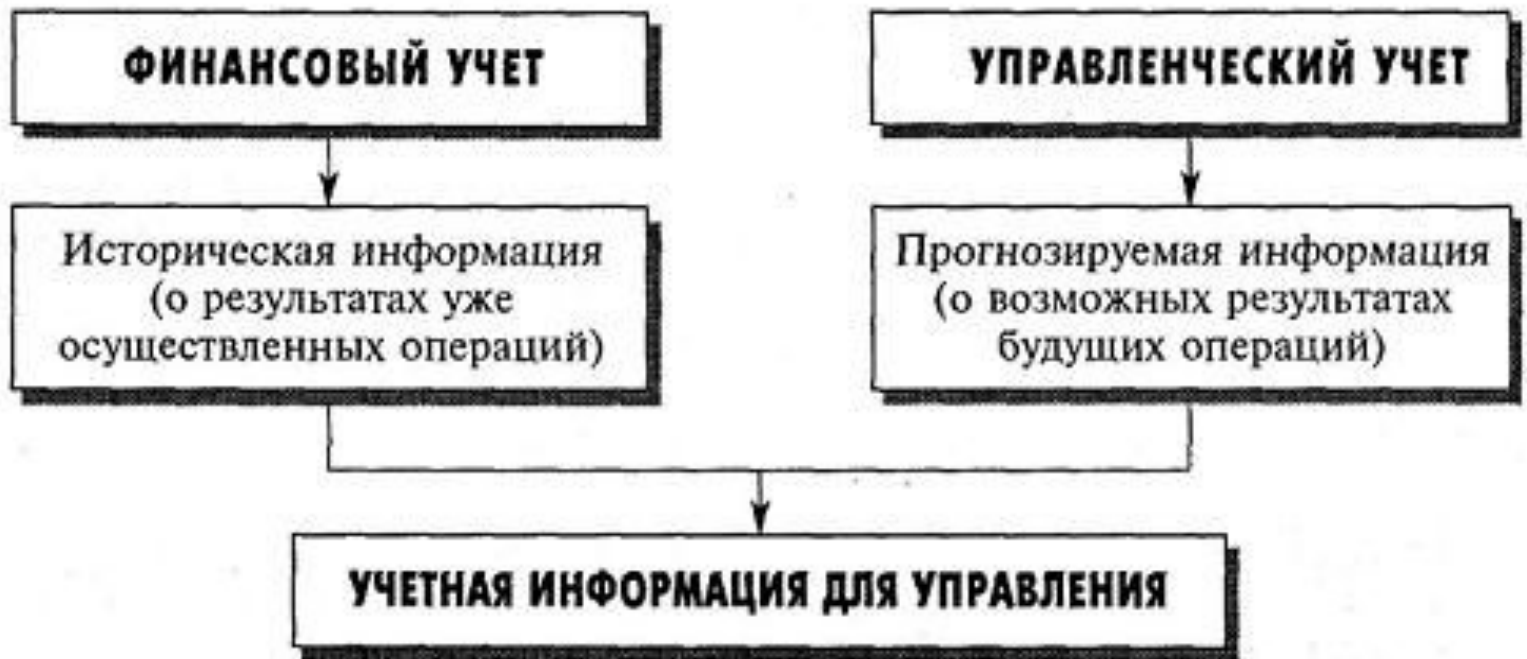 ФИНАНСОВЫЙ УЧЕТ
УПРАВЛЕНЧЕСКИЙ УЧЕТ
Историческая информация
(о результатах уже
осуществленных операций)
Прогнозируемая информация
(о возможных результатах
будущих операций)
УЧЕТНАЯ ИНФОРМАЦИЯ ДЛЯ УПРАВЛЕНИЯ